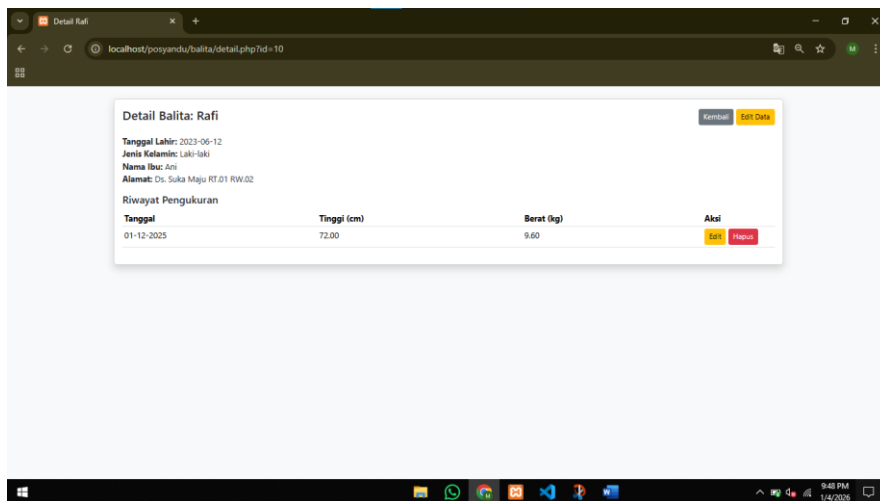 Detail Rafi
localhost/posyandu/balita/detail.php?id=10
M
Detail Balita: Rafi
Kembali Edit Data
Tanggal Lahir: 2023-06-12
Jenis Kelamin: Laki-laki
Nama Ibu: Ani
Alamat: Ds. Suka Maju RT.01 RW.02
Riwayat Pengukuran
Tanggal Tinggi (cm) Berat (kg) Aksi
01-12-2025 72.00 9.60 Edit Hapus
9:48 PM
1/4/2026